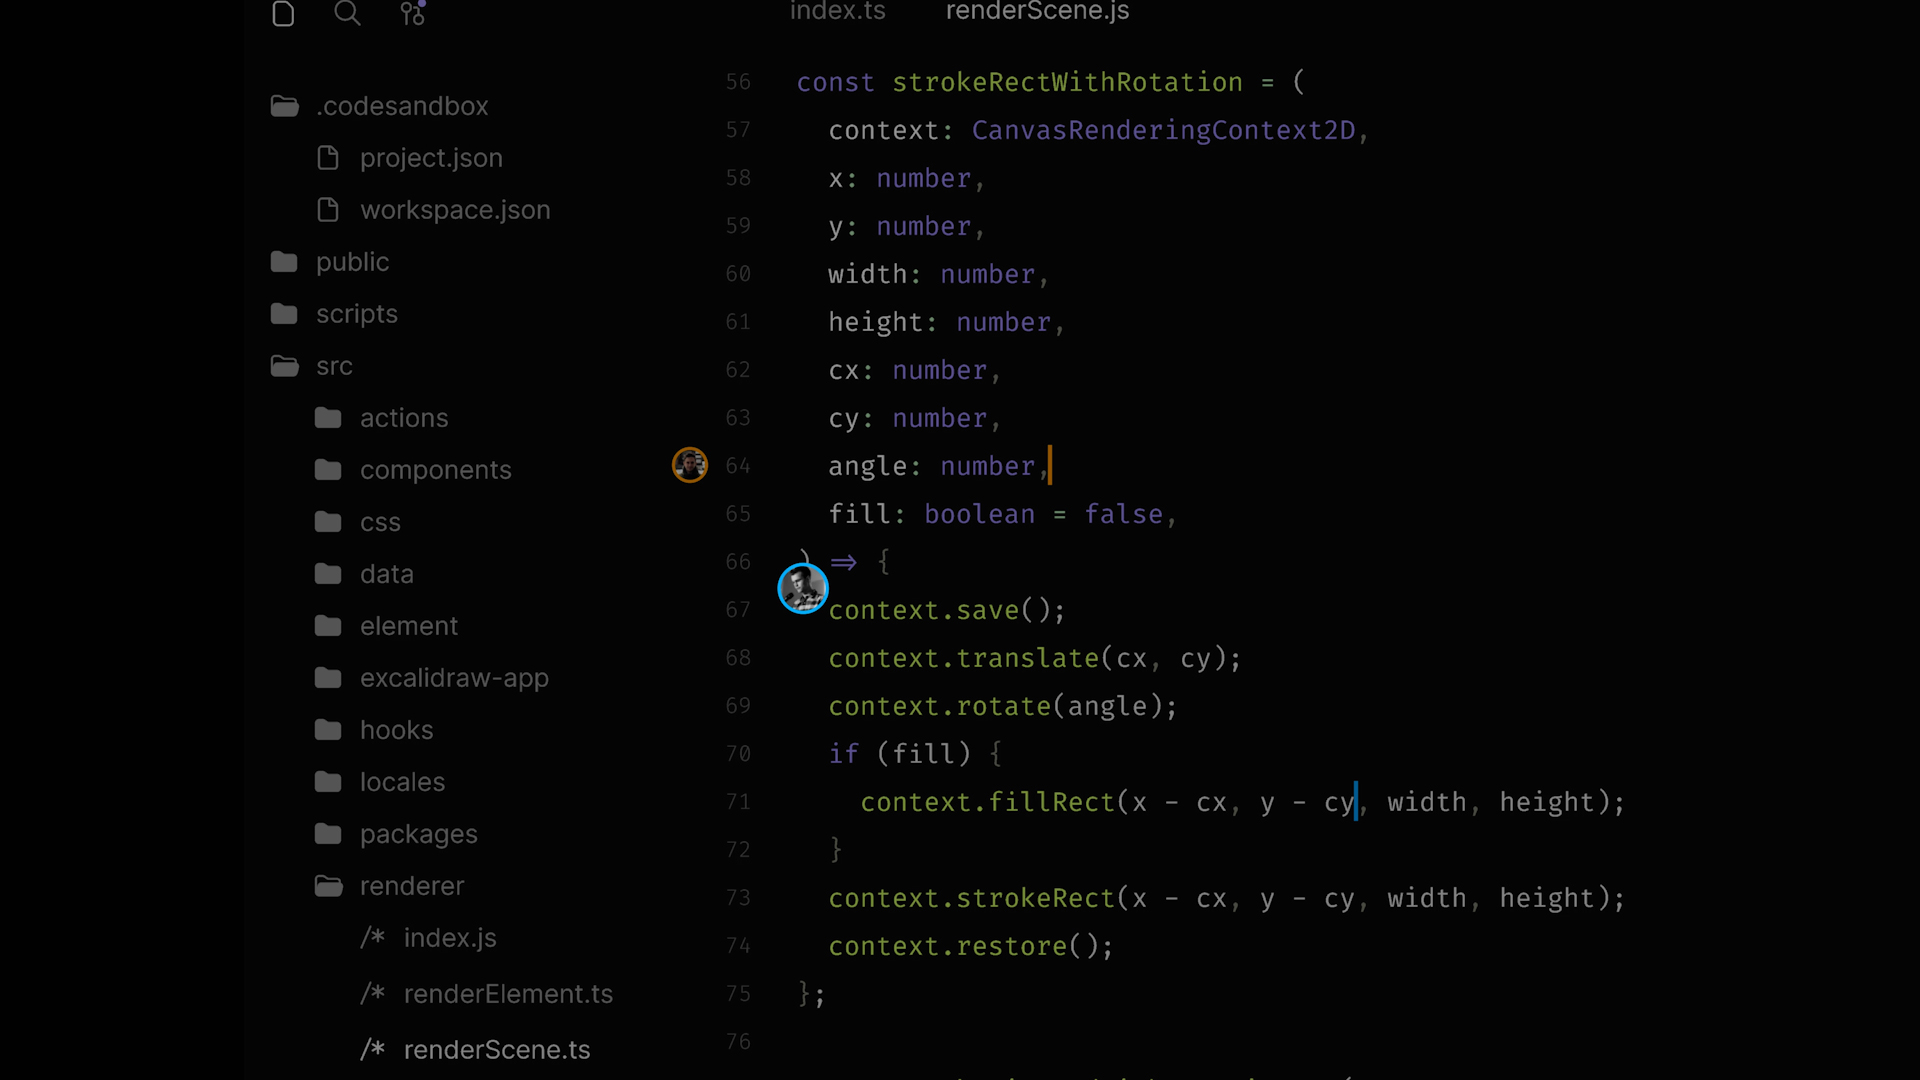 index.ts renderScene.js
.codesandbox
project.json
workspace.json
public
scripts
src
actions
components
css
data
element
excalidraw-app
hooks
locales
packages
renderer
/* index.js
/* renderElement.ts
/* renderScene.ts
56 const strokeRectWithRotation = (
57 context: CanvasRenderingContext2D,
58 x: number,
59 y: number,
60 width: number,
61 height: number,
62 cx: number,
63 cy: number,
64 angle: number,
65 fill: boolean = false,
66 ) => {
67 context.save();
68 context.translate(cx, cy);
69 context.rotate(angle);
70 if (fill) {
71 context.fillRect(x - cx, y - cy, width, height);
72 }
73 context.strokeRect(x - cx, y - cy, width, height);
74 context.restore();
75 };
76